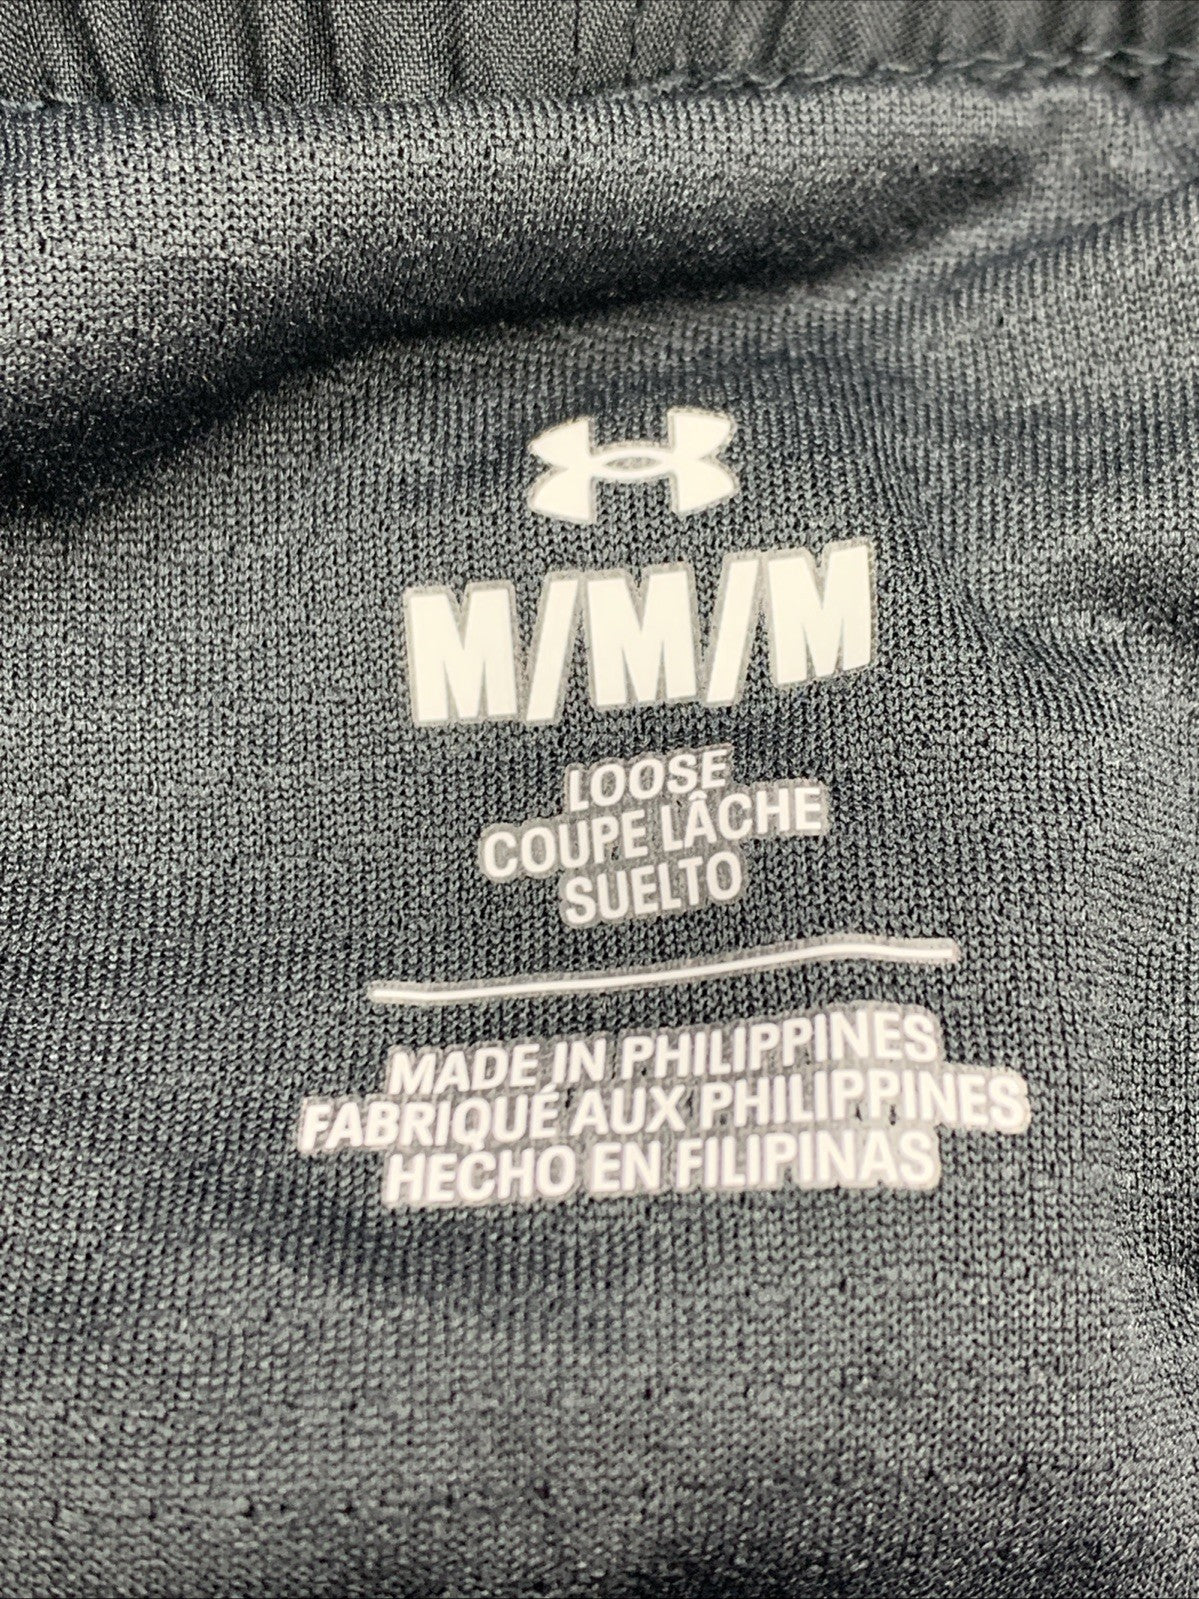 M/M/M
LOOSE
COUPE LÂCHE
SUELTO
MADE IN PHILIPPINES
FABRIQUÉ AUX PHILIPPINES
HECHO EN FILIPINAS